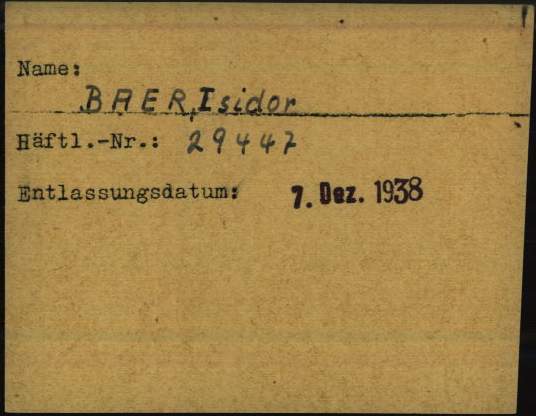 Name:
BAER, Isidor
Häftl.-Nr.: 29447
Entlassungsdatum: 7. Dez. 1938